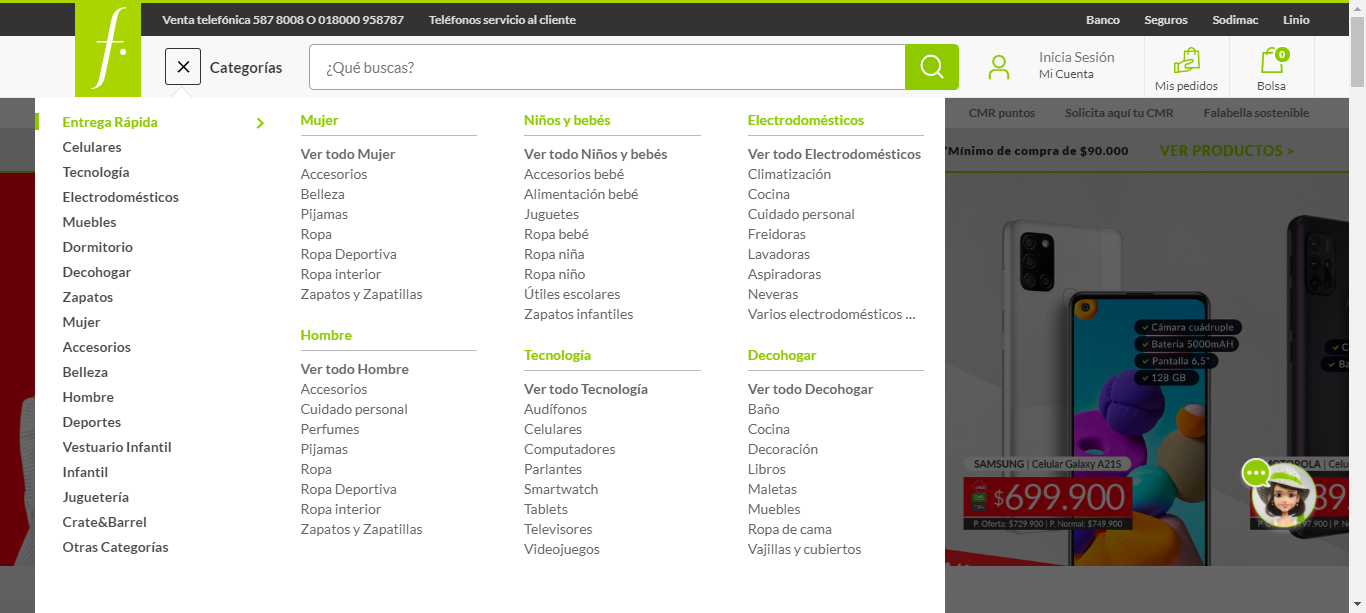 Venta telefónica 587 8008 O 018000 958787
Teléfonos servicio al cliente
Banco
Seguros
Sodimac
Linio
f.
Categorías
¿Qué buscas?
Inicia Sesión
Mi Cuenta
Mis pedidos
0
Bolsa
CMR puntos
Solicita aquí tu CMR
Falabella sostenible
*Mínimo de compra de $90.000
VER PRODUCTOS >
Entrega Rápida
Celulares
Tecnología
Electrodomésticos
Muebles
Dormitorio
Decohogar
Zapatos
Mujer
Accesorios
Belleza
Hombre
Deportes
Vestuario Infantil
Infantil
Juguetería
Crate&Barrel
Otras Categorías
Mujer
Ver todo Mujer
Accesorios
Belleza
Pijamas
Ropa
Ropa Deportiva
Ropa interior
Zapatos y Zapatillas
Hombre
Ver todo Hombre
Accesorios
Cuidado personal
Perfumes
Pijamas
Ropa
Ropa Deportiva
Ropa interior
Zapatos y Zapatillas
Niños y bebés
Ver todo Niños y bebés
Accesorios bebé
Alimentación bebé
Juguetes
Ropa bebé
Ropa niña
Ropa niño
Útiles escolares
Zapatos infantiles
Tecnología
Ver todo Tecnología
Audífonos
Celulares
Computadores
Parlantes
Smartwatch
Tablets
Televisores
Videojuegos
Electrodomésticos
Ver todo Electrodomésticos
Climatización
Cocina
Cuidado personal
Freidoras
Lavadoras
Aspiradoras
Neveras
Varios electrodomésticos ...
Decohogar
Ver todo Decohogar
Baño
Cocina
Decoración
Libros
Maletas
Muebles
Ropa de cama
Vajillas y cubiertos
Cámara cuádruple
Batería 5000mAH
Pantalla 6,5"
128 GB
SAMSUNG | Celular Galaxy A21S
$699.900
P. Oferta: $729.900 | P. Normal: $749.900
MOTOROLA | Celu